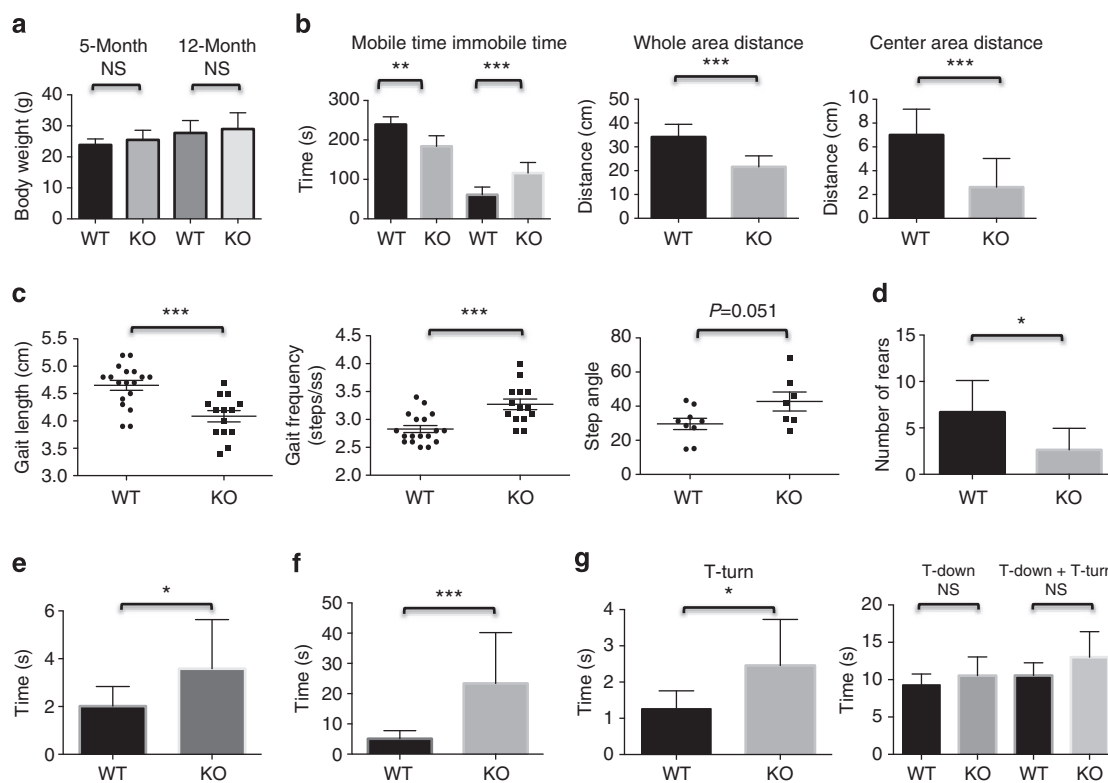 a
5-Month 12-Month
NS NS
Body weight (g)
40
30
20
10
0
WT KO WT KO
b
Mobile time immobile time
** ***
Time (s)
300
200
100
0
WT KO WT KO
Whole area distance
***
Distance (cm)
50
40
30
20
10
0
WT KO
Center area distance
***
Distance (cm)
10
8
6
4
2
0
WT KO
c
***
Gait length (cm)
5.5
5.0
4.5
4.0
3.5
3.0
WT KO
***
Gait frequency
(steps/ss)
4.5
4.0
3.5
3.0
2.5
2.0
WT KO
P=0.051
Step angle
80
60
40
20
0
WT KO
d
*
Number of rears
15
10
5
0
WT KO
e
*
Time (s)
6
4
2
0
WT KO
f
***
Time (s)
50
40
30
20
10
0
WT KO
g
T-turn
*
Time (s)
4
3
2
1
0
WT KO
T-down T-down + T-turn
NS NS
Time (s)
20
15
10
5
0
WT KO WT KO